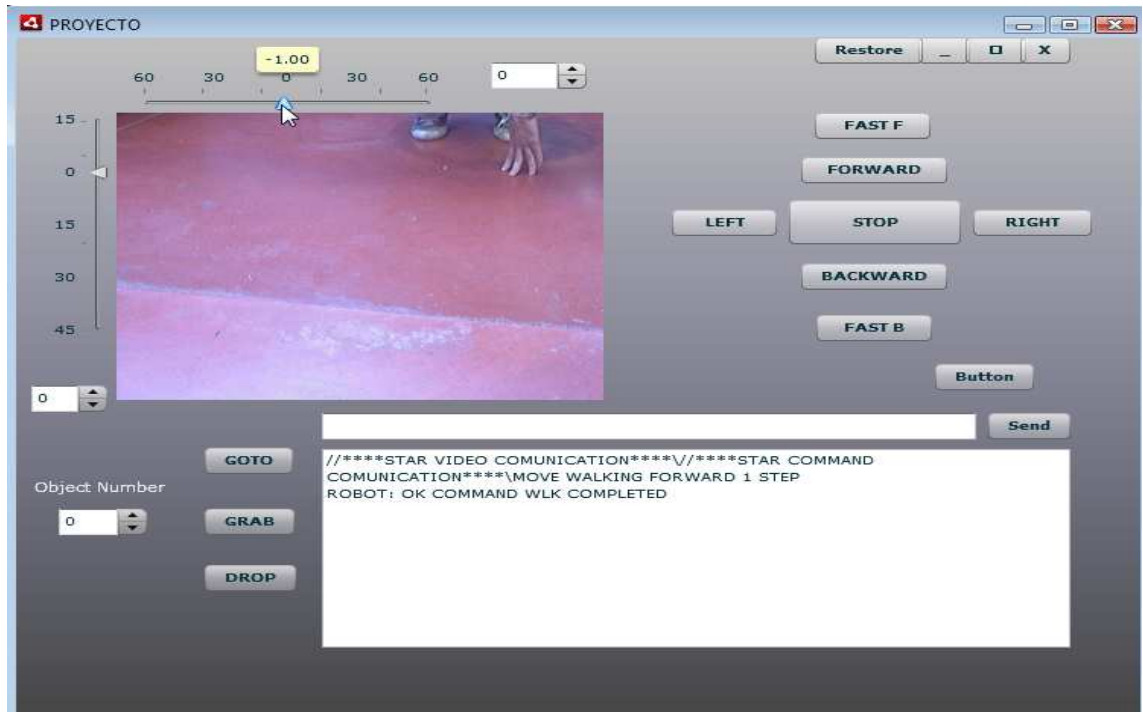 PROYECTO
Restore _ X
-1.00
60 30 0 30 60
0
15
0
15
30
45
0
FAST F
FORWARD
LEFT STOP RIGHT
BACKWARD
FAST B
Button
Send
GOTO
Object Number
0
GRAB
DROP
//****STAR VIDEO COMUNICATION****\//****STAR COMMAND
COMUNICATION****\MOVE WALKING FORWARD 1 STEP
ROBOT: OK COMMAND WLK COMPLETED